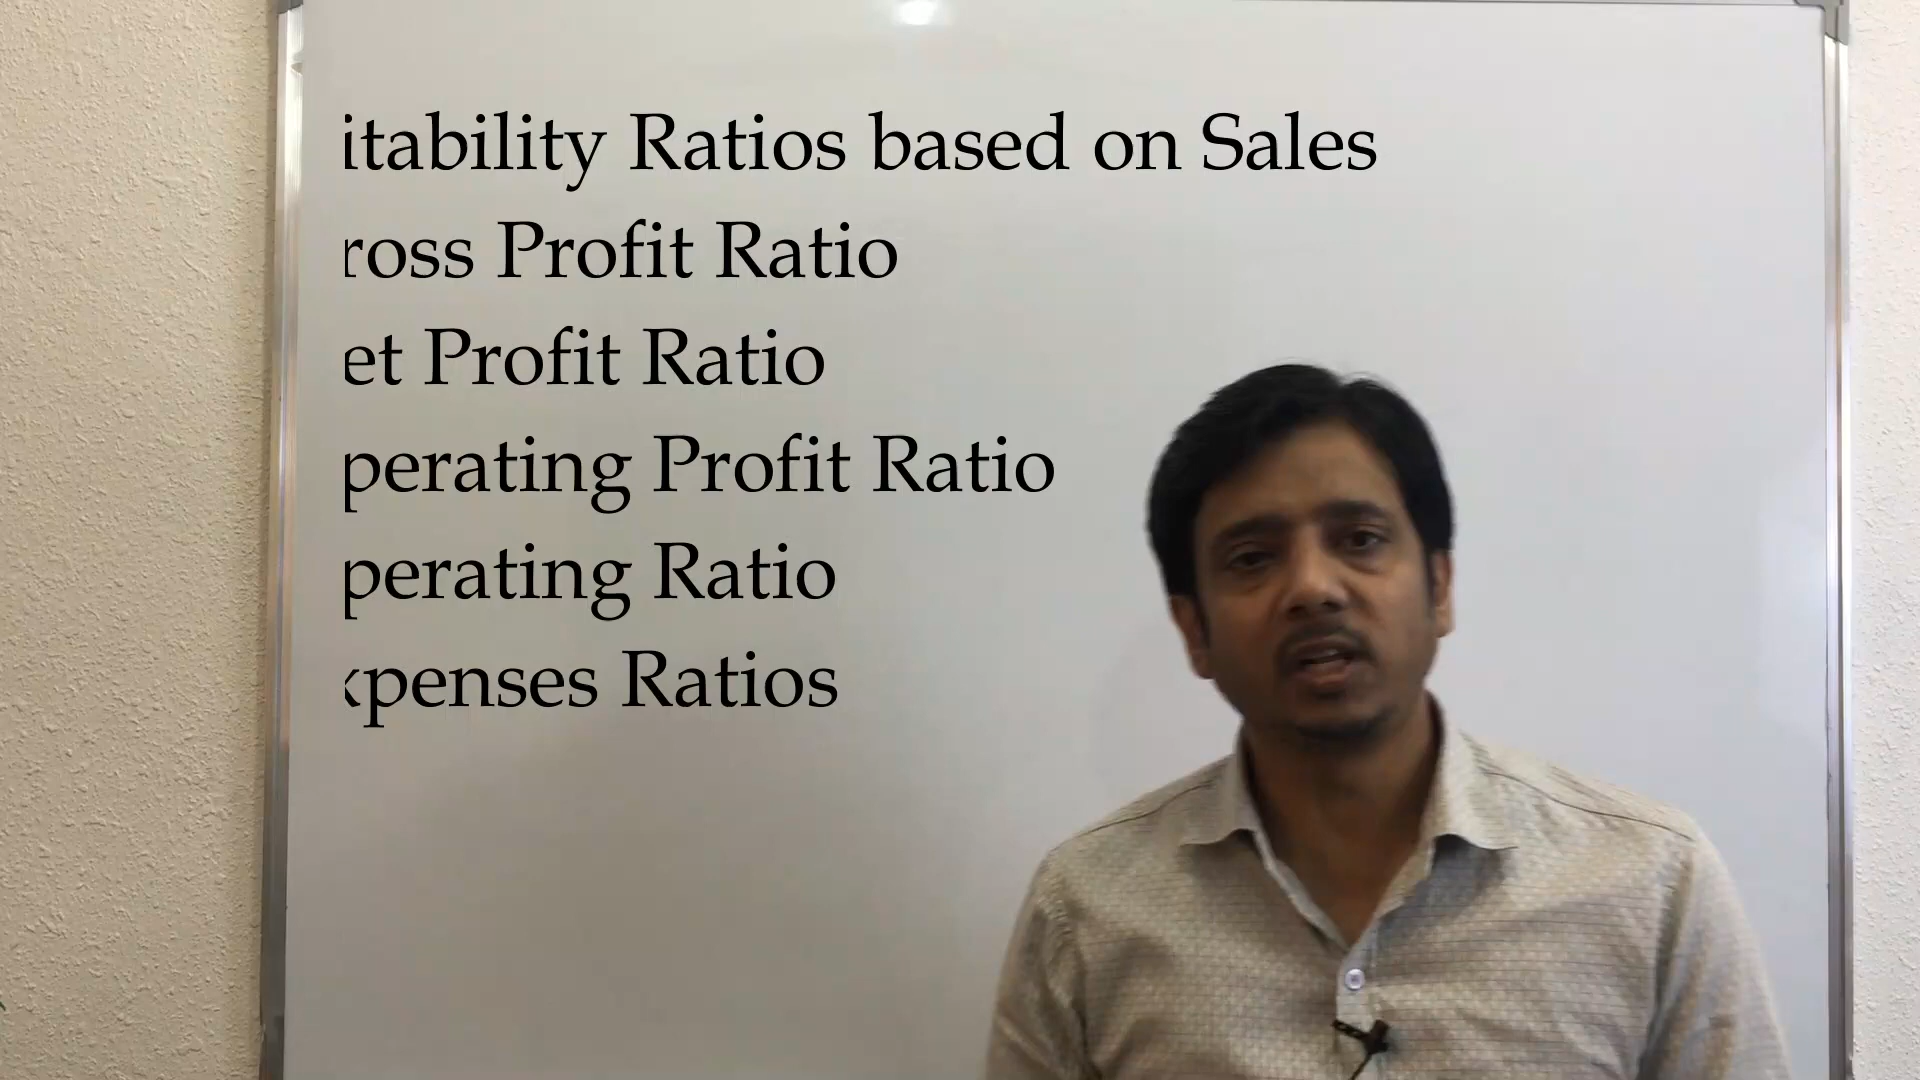 itability Ratios based on Sales
ross Profit Ratio
et Profit Ratio
perating Profit Ratio
perating Ratio
xpenses Ratios